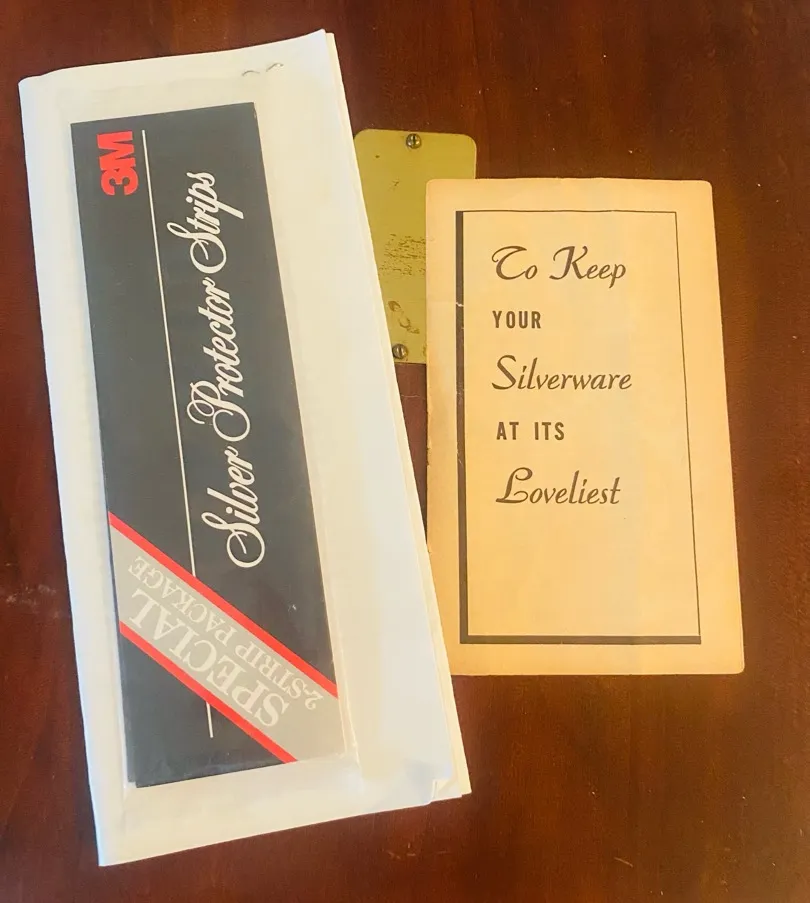 3M
Silver Protector Strips
SPECIAL
2-STRIP PACKAGE
To Keep
YOUR
Silverware
AT ITS
Loveliest